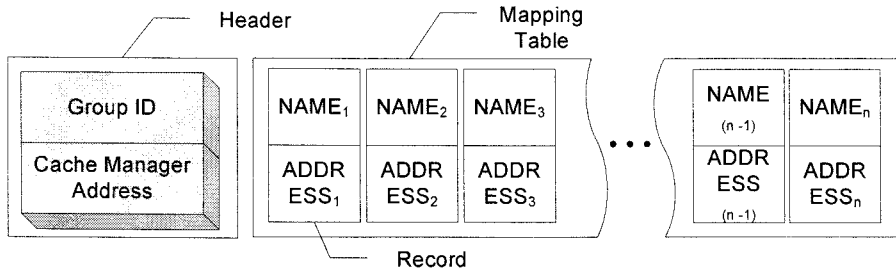 Header
Mapping
Table
Group ID
Cache Manager
Address
NAME₁ NAME₂ NAME₃ NAME NAMEₙ
(n -1)
ADDR ADDR ADDR ADDR ADDR
ESS₁ ESS₂ ESS₃ ESS ESSₙ
(n -1)
Record